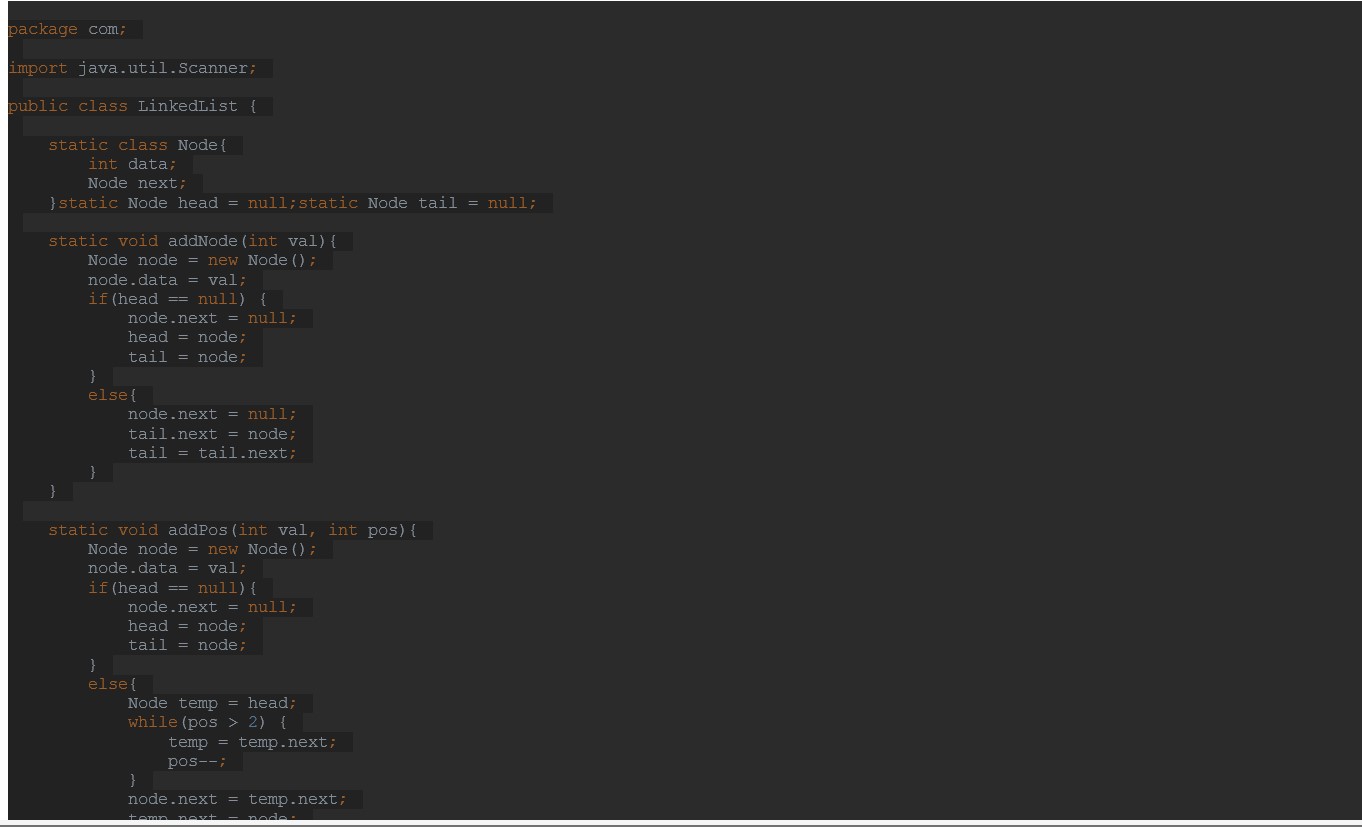 package com;
import java.util.Scanner;
public class LinkedList {
static class Node{
int data;
Node next;
}static Node head = null;static Node tail = null;
static void addNode(int val){
Node node = new Node();
node.data = val;
if(head == null) {
node.next = null;
head = node;
tail = node;
}
else{
node.next = null;
tail.next = node;
tail = tail.next;
}
}
static void addPos(int val, int pos){
Node node = new Node();
node.data = val;
if(head == null){
node.next = null;
head = node;
tail = node;
}
else{
Node temp = head;
while(pos > 2) {
temp = temp.next;
pos--;
}
node.next = temp.next;
temp.next = node;